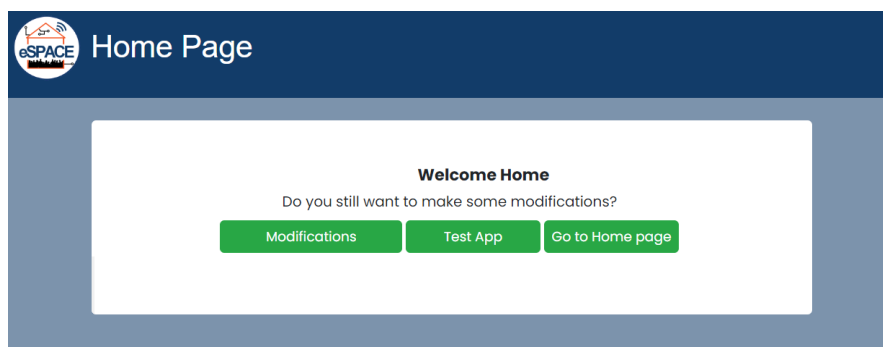 eSPACE
Home Page
Welcome Home
Do you still want to make some modifications?
Modifications Test App Go to Home page